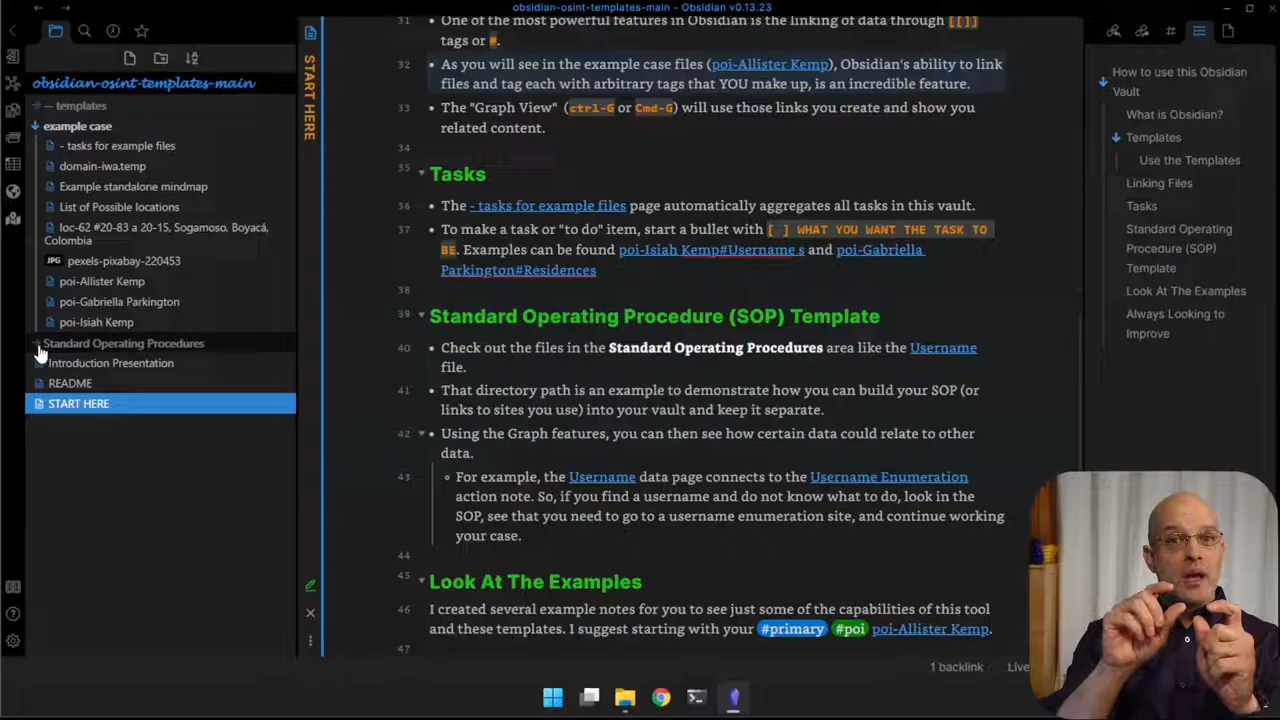 obsidian-osint-templates-main - Obsidian v0.13.23
obsidian-osint-templates-main
– templates
example case
- tasks for example files
domain-iwa.temp
Example standalone mindmap
List of Possible locations
loc-62 #20-83 a 20-15, Sogamoso, Boyacá,
Colombia
JPG pexels-pixabay-220453
poi-Allister Kemp
poi-Gabriella Parkington
poi-Isiah Kemp
Standard Operating Procedures
Introduction Presentation
README
START HERE
START HERE
31 • One of the most powerful features in Obsidian is the linking of data through [[]]
tags or #.
32 • As you will see in the example case files (poi-Allister Kemp), Obsidian's ability to link
files and tag each with arbitrary tags that YOU make up, is an incredible feature.
33 • The "Graph View" (ctrl-G or Cmd-G) will use those links you create and show you
related content.
34
35 Tasks
36 • The - tasks for example files page automatically aggregates all tasks in this vault.
37 • To make a task or "to do" item, start a bullet with [ ] WHAT YOU WANT THE TASK TO
BE. Examples can be found poi-Isiah Kemp#Username s and poi-Gabriella
Parkington#Residences
38
39 Standard Operating Procedure (SOP) Template
40 • Check out the files in the Standard Operating Procedures area like the Username
file.
41 • That directory path is an example to demonstrate how you can build your SOP (or
links to sites you use) into your vault and keep it separate.
42 • Using the Graph features, you can then see how certain data could relate to other
data.
43 ◦ For example, the Username data page connects to the Username Enumeration
action note. So, if you find a username and do not know what to do, look in the
SOP, see that you need to go to a username enumeration site, and continue working
your case.
44
45 Look At The Examples
46 I created several example notes for you to see just some of the capabilities of this tool
and these templates. I suggest starting with your #primary #poi poi-Allister Kemp.
47
How to use this Obsidian
Vault
What is Obsidian?
Templates
Use the Templates
Linking Files
Tasks
Standard Operating
Procedure (SOP)
Template
Look At The Examples
Always Looking to
Improve
1 backlink
Live